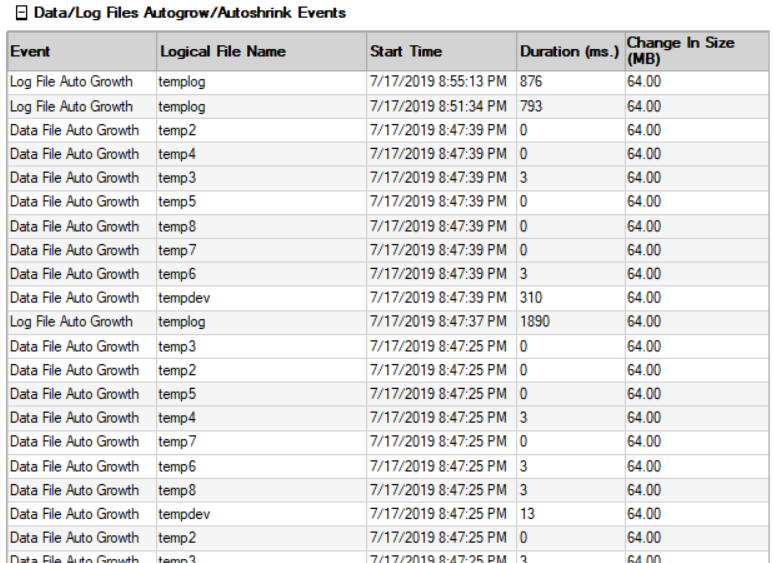 Data/Log Files Autogrow/Autoshrink Events
Event Logical File Name Start Time Duration (ms.) Change In Size (MB)
Log File Auto Growth templog 7/17/2019 8:55:13 PM 876 64.00
Log File Auto Growth templog 7/17/2019 8:51:34 PM 793 64.00
Data File Auto Growth temp2 7/17/2019 8:47:39 PM 0 64.00
Data File Auto Growth temp4 7/17/2019 8:47:39 PM 0 64.00
Data File Auto Growth temp3 7/17/2019 8:47:39 PM 3 64.00
Data File Auto Growth temp5 7/17/2019 8:47:39 PM 0 64.00
Data File Auto Growth temp8 7/17/2019 8:47:39 PM 0 64.00
Data File Auto Growth temp7 7/17/2019 8:47:39 PM 0 64.00
Data File Auto Growth temp6 7/17/2019 8:47:39 PM 3 64.00
Data File Auto Growth tempdev 7/17/2019 8:47:39 PM 310 64.00
Log File Auto Growth templog 7/17/2019 8:47:37 PM 1890 64.00
Data File Auto Growth temp3 7/17/2019 8:47:25 PM 0 64.00
Data File Auto Growth temp2 7/17/2019 8:47:25 PM 0 64.00
Data File Auto Growth temp5 7/17/2019 8:47:25 PM 0 64.00
Data File Auto Growth temp4 7/17/2019 8:47:25 PM 3 64.00
Data File Auto Growth temp7 7/17/2019 8:47:25 PM 0 64.00
Data File Auto Growth temp6 7/17/2019 8:47:25 PM 3 64.00
Data File Auto Growth temp8 7/17/2019 8:47:25 PM 3 64.00
Data File Auto Growth tempdev 7/17/2019 8:47:25 PM 13 64.00
Data File Auto Growth temp2 7/17/2019 8:47:25 PM 0 64.00
Data File Auto Growth temp3 7/17/2019 8:47:25 PM 3 64.00